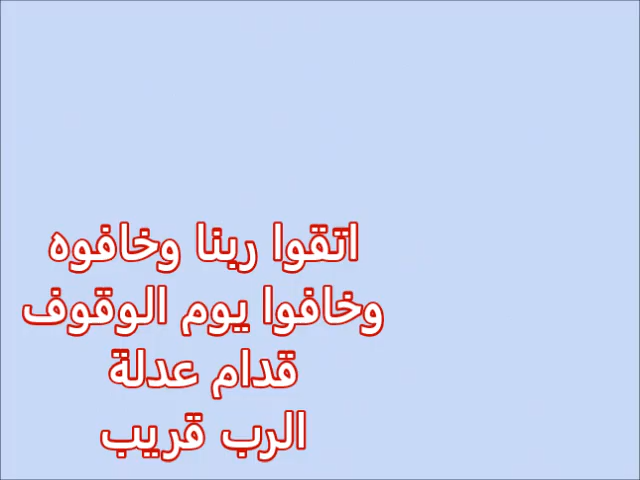 اتقوا ربنا وخافوه
وخافوا يوم الوقوف
قدام عدلة
الرب قريب